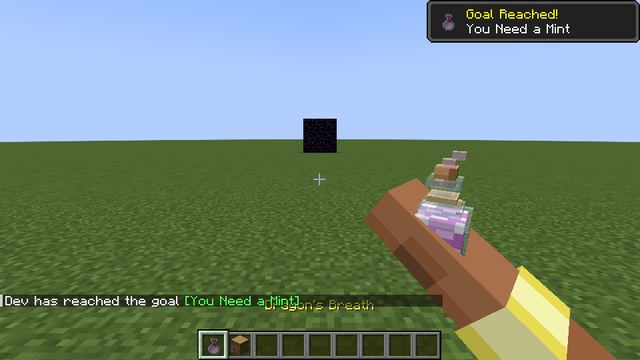 Goal Reached!
You Need a Mint
Dev has reached the goal [You Need a Mint]
Dragon's Breath